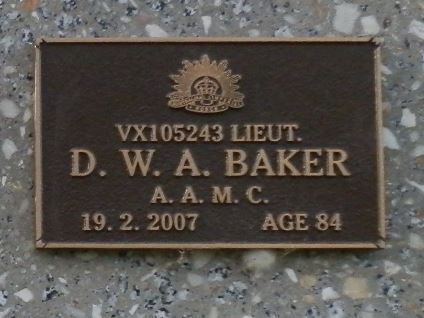 VX105243 LIEUT.
D. W. A. BAKER
A. A. M. C.
19. 2. 2007 AGE 84